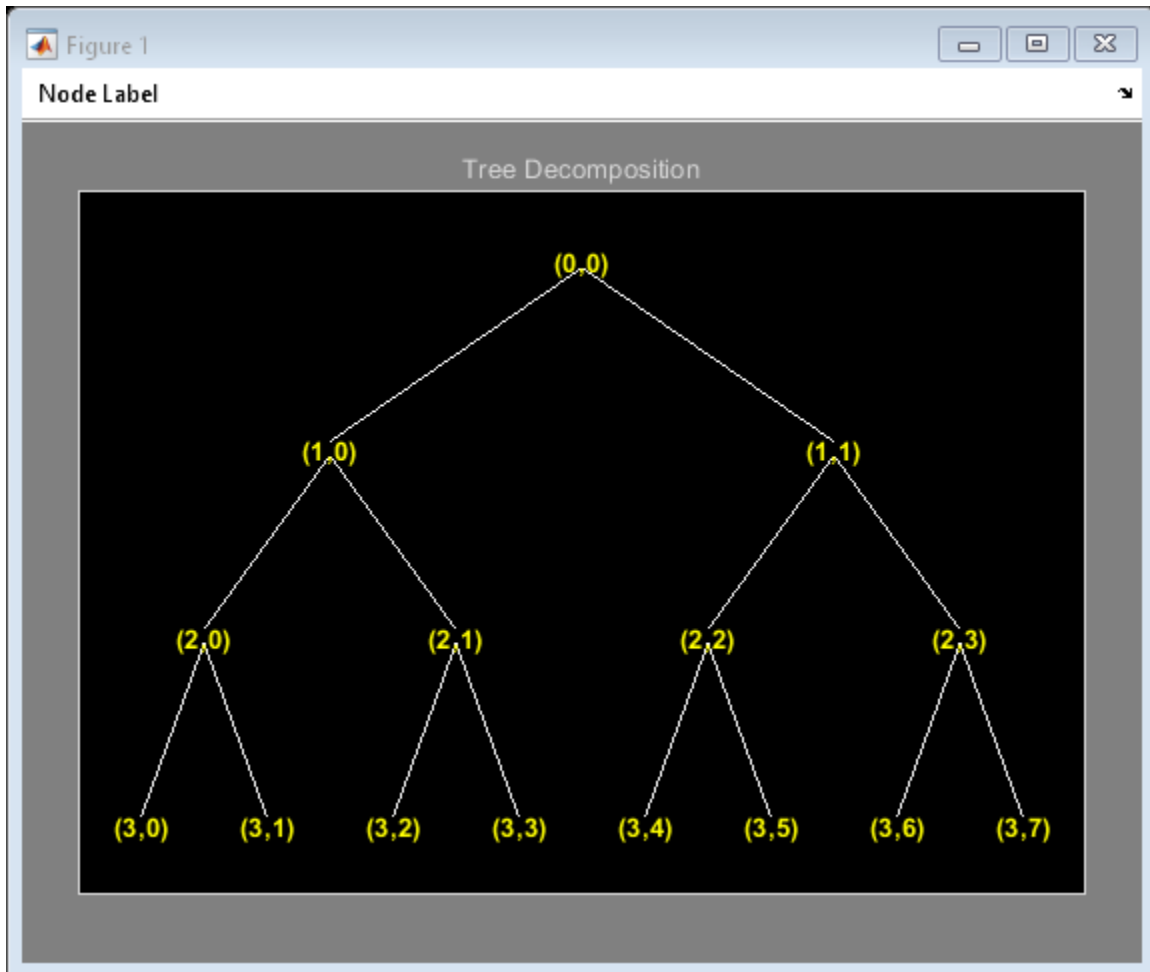 Figure 1
Node Label
Tree Decomposition
(0,0)
(1,0) (1,1)
(2,0) (2,1) (2,2) (2,3)
(3,0) (3,1) (3,2) (3,3) (3,4) (3,5) (3,6) (3,7)